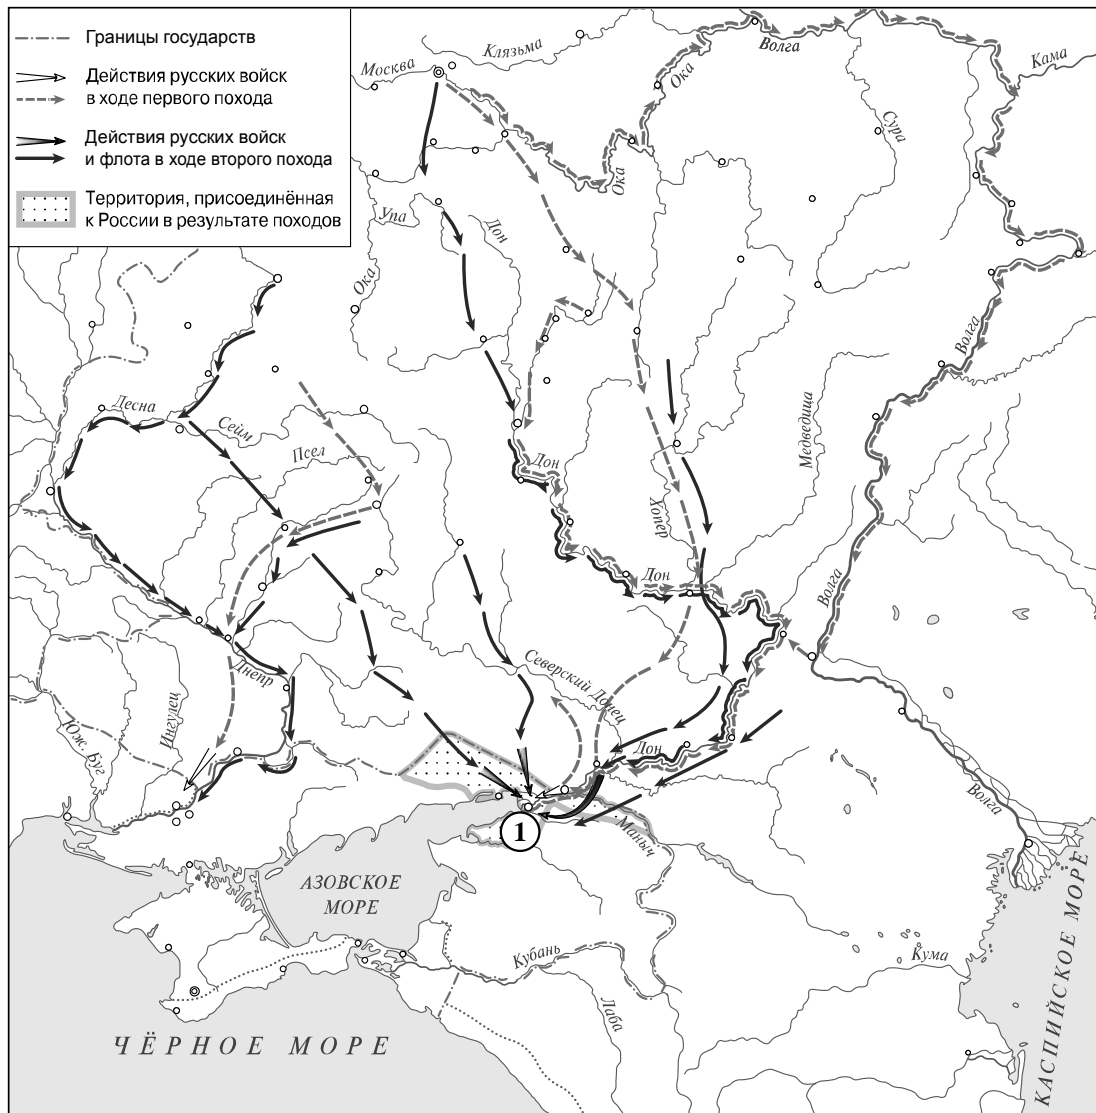 Границы государств
Действия русских войск
в ходе первого похода
Действия русских войск
и флота в ходе второго похода
Территория, присоединённая
к России в результате походов
Москва
Клязьма
Волга
Кама
Ока
Сура
Ока
Упа
Дон
Ока
Волга
Десна
Сейм
Псел
Дон
Медведица
Хопер
Дон
Волга
Днепр
Северский Донец
Ингулец
Юж. Буг
Дон
Волга
Маныч
1
АЗОВСКОЕ
МОРЕ
Кубань
Кума
Лаба
ЧЁРНОЕ МОРЕ
КАСПИЙСКОЕ МОРЕ